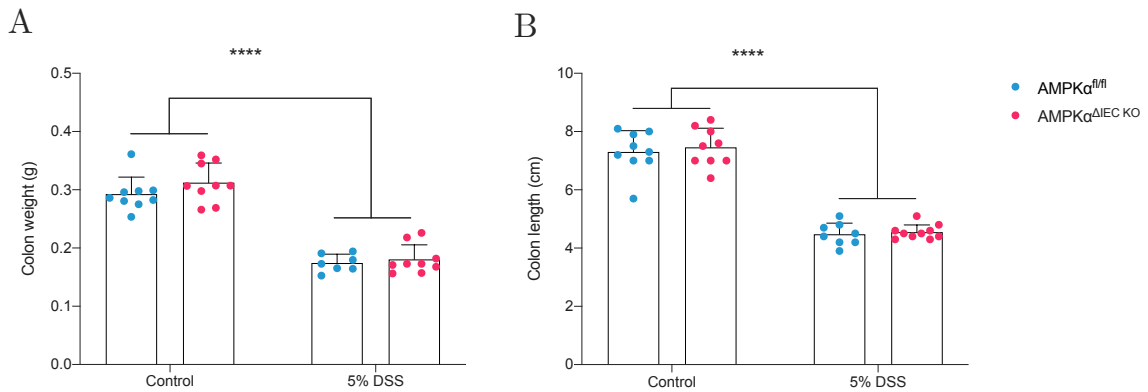 A
B
****
****
0.5
0.4
0.3
0.2
0.1
0.0
Colon weight (g)
Control
5% DSS
10
8
6
4
2
0
Colon length (cm)
Control
5% DSS
AMPKα^fl/fl
AMPKα^ΔIEC KO